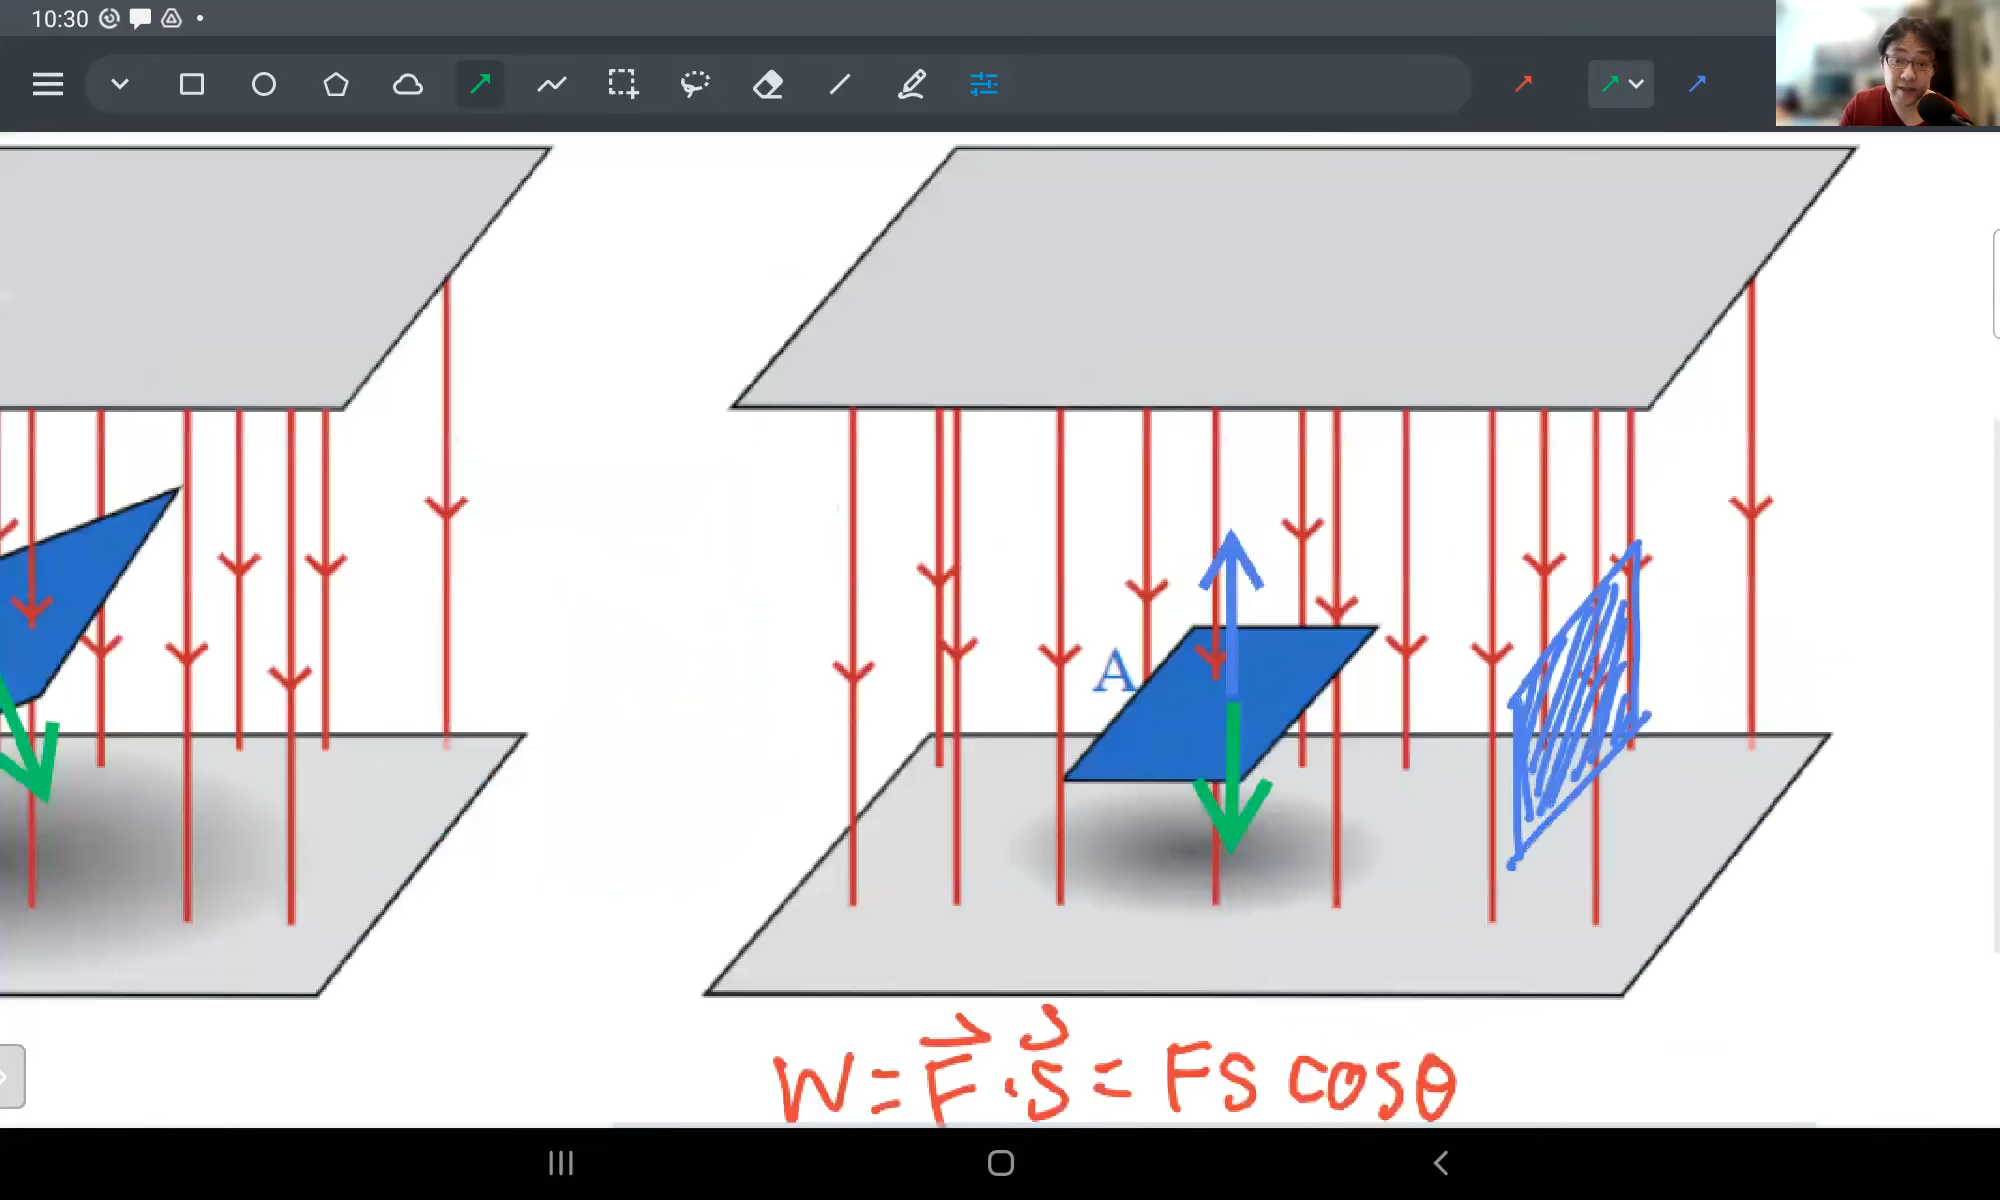 10:30
A
W = F · S = FS cosθ